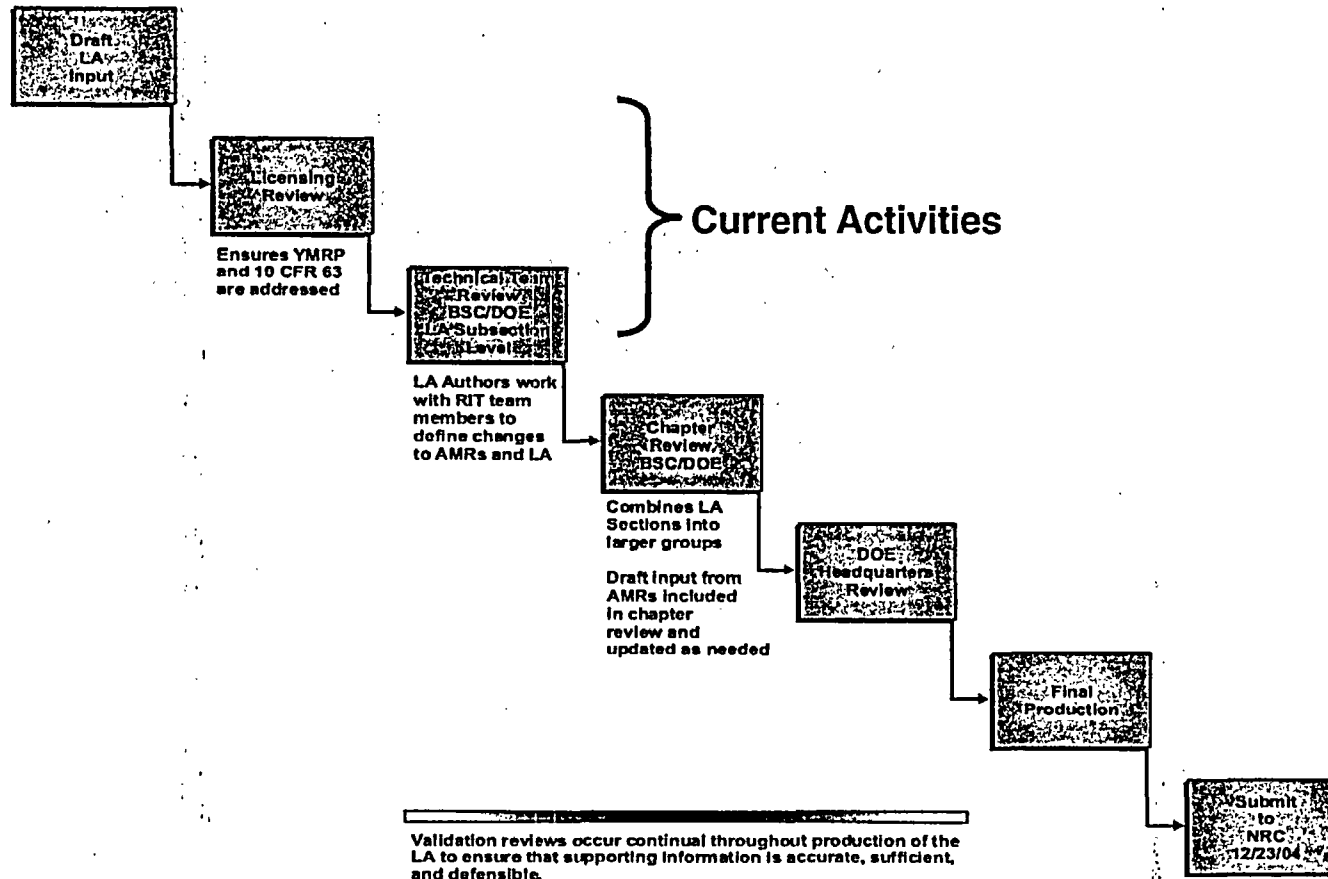 Draft
LA
Input
Licensing
Review
Ensures YMRP
and 10 CFR 63
are addressed
Current Activities
Technical Team
Review
BSC/DOE
LA Subsection
Level
LA Authors work
with RIT team
members to
define changes
to AMRs and LA
Chapter
Review
BSC/DOE
Combines LA
Sections into
larger groups
Draft input from
AMRs included
in chapter
review and
updated as needed
DOE
Headquarters
Review
Final
Production
Submit
to
NRC
12/23/04
Validation reviews occur continual throughout production of the
LA to ensure that supporting information is accurate, sufficient,
and defensible.